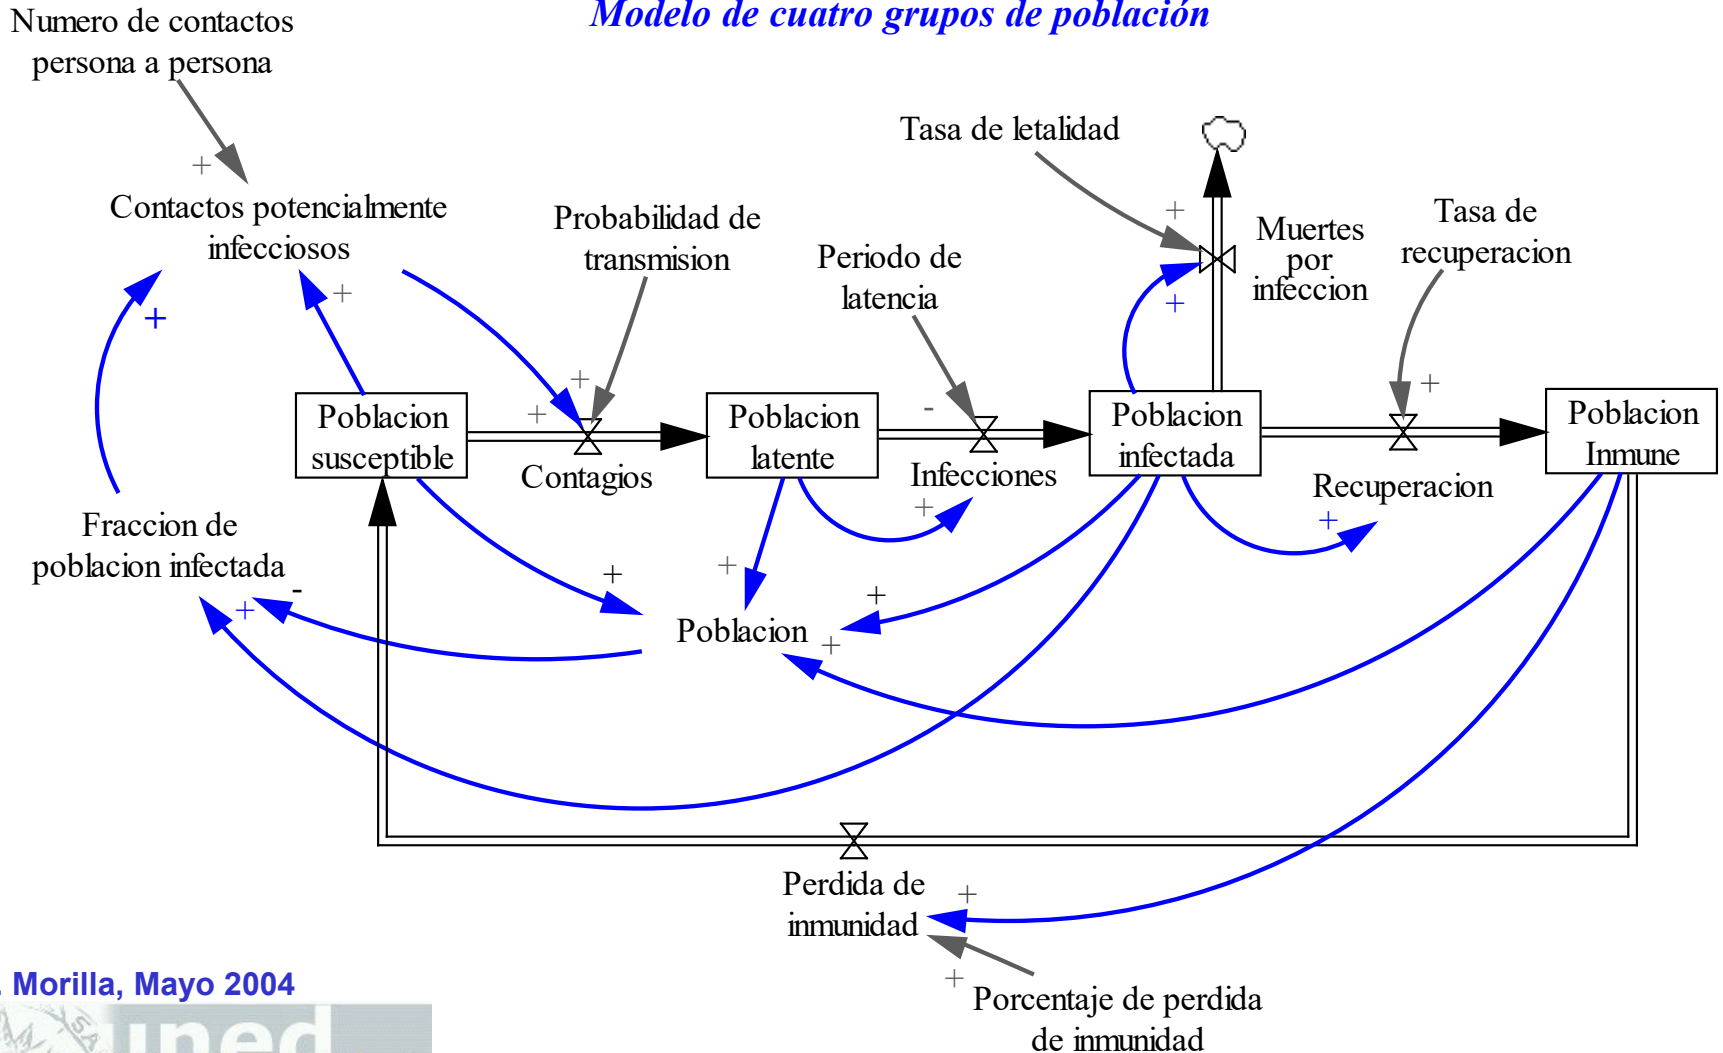 Modelo de cuatro grupos de población
Numero de contactos
persona a persona
+
Contactos potencialmente
infecciosos
+
+
Probabilidad de
transmision
Periodo de
latencia
Tasa de letalidad
+
+
Muertes
por
infeccion
Tasa de
recuperacion
+
Poblacion
susceptible
+
+
Contagios
Poblacion
latente
-
Infecciones
+
Poblacion
infectada
Recuperacion
+
Poblacion
Inmune
Fraccion de
poblacion infectada
+
-
+
+
+
Poblacion
+
Perdida de
inmunidad
+
+
Porcentaje de perdida
de inmunidad
. Morilla, Mayo 2004
uned